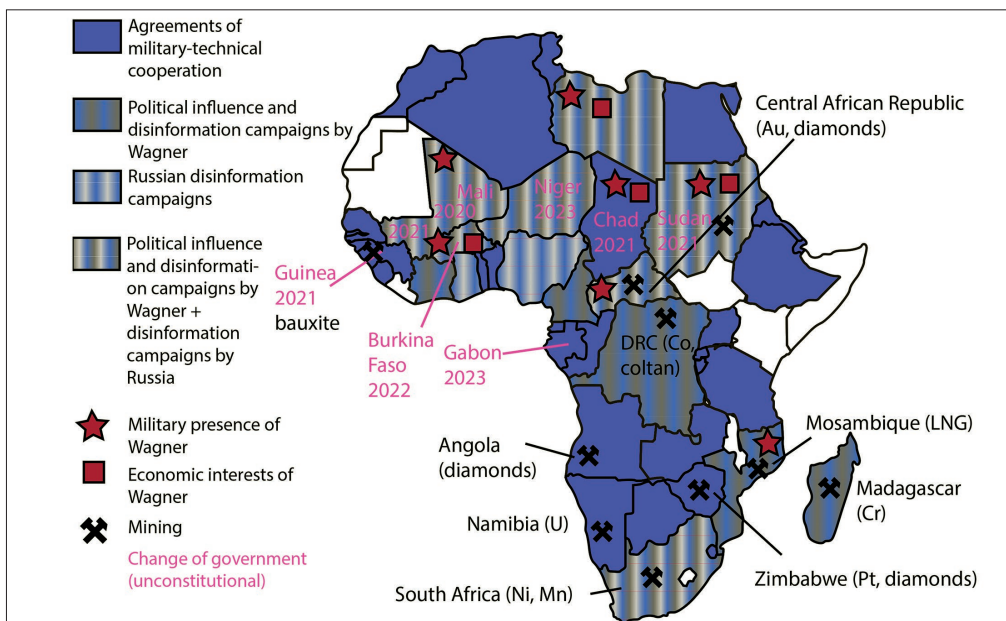 Agreements of
military-technical
cooperation
Political influence and
disinformation campaigns by
Wagner
Russian disinformation
campaigns
Political influence
and disinformati-
on campaigns by
Wagner +
disinformation
campaigns by
Russia
Military presence of
Wagner
Economic interests of
Wagner
Mining
Change of government
(unconstitutional)
Central African Republic
(Au, diamonds)
Mali
2020
2021
Niger
2023
Chad
2021
Sudan
2021
Guinea
2021
bauxite
Burkina
Faso
2022
Gabon
2023
DRC (Co,
coltan)
Angola
(diamonds)
Mosambique (LNG)
Madagascar
(Cr)
Namibia (U)
Zimbabwe (Pt, diamonds)
South Africa (Ni, Mn)